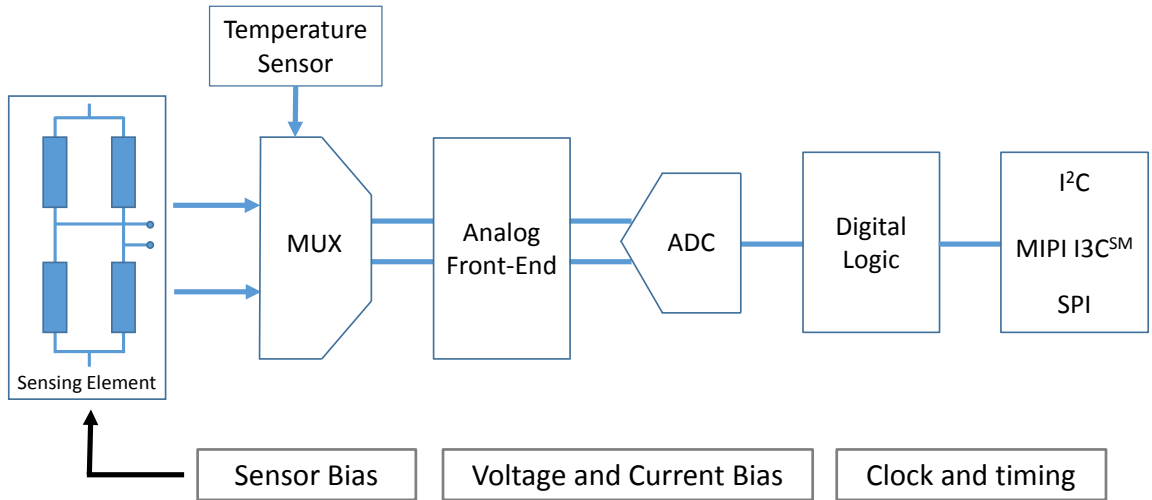 Temperature
Sensor
Sensing Element
MUX
Analog
Front-End
ADC
Digital
Logic
I²C
MIPI I3Cˢᴹ
SPI
Sensor Bias
Voltage and Current Bias
Clock and timing